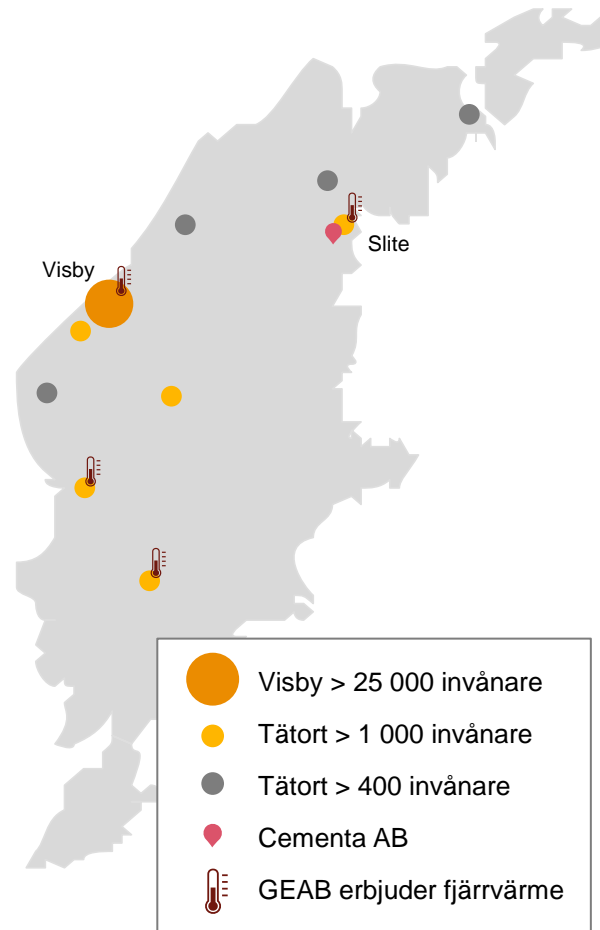 Slite
Visby
Visby > 25 000 invånare
Tätort > 1 000 invånare
Tätort > 400 invånare
Cementa AB
GEAB erbjuder fjärrvärme